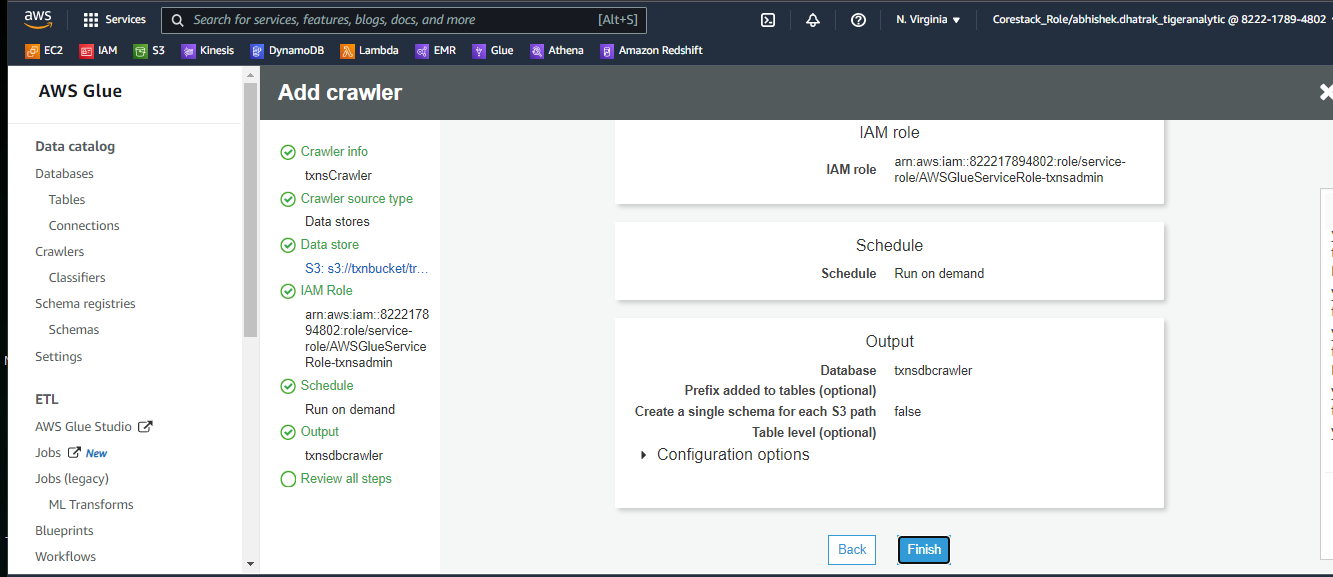 aws
Services
Search for services, features, blogs, docs, and more
[Alt+S]
N. Virginia
Corestack_Role/abhishek.dhatrak_tigeranalytic @ 8222-1789-4802
EC2
IAM
S3
Kinesis
DynamoDB
Lambda
EMR
Glue
Athena
Amazon Redshift
AWS Glue
Data catalog
Databases
Tables
Connections
Crawlers
Classifiers
Schema registries
Schemas
Settings
ETL
AWS Glue Studio
Jobs New
Jobs (legacy)
ML Transforms
Blueprints
Workflows
Add crawler
Crawler info
txnsCrawler
Crawler source type
Data stores
Data store
S3: s3://txnbucket/tr...
IAM Role
arn:aws:iam::8222178
94802:role/service-
role/AWSGlueService
Role-txnsadmin
Schedule
Run on demand
Output
txnsdbcrawler
Review all steps
IAM role
IAM role arn:aws:iam::822217894802:role/service-
role/AWSGlueServiceRole-txnsadmin
Schedule
Schedule Run on demand
Output
Database txnsdbcrawler
Prefix added to tables (optional)
Create a single schema for each S3 path false
Table level (optional)
Configuration options
Back
Finish